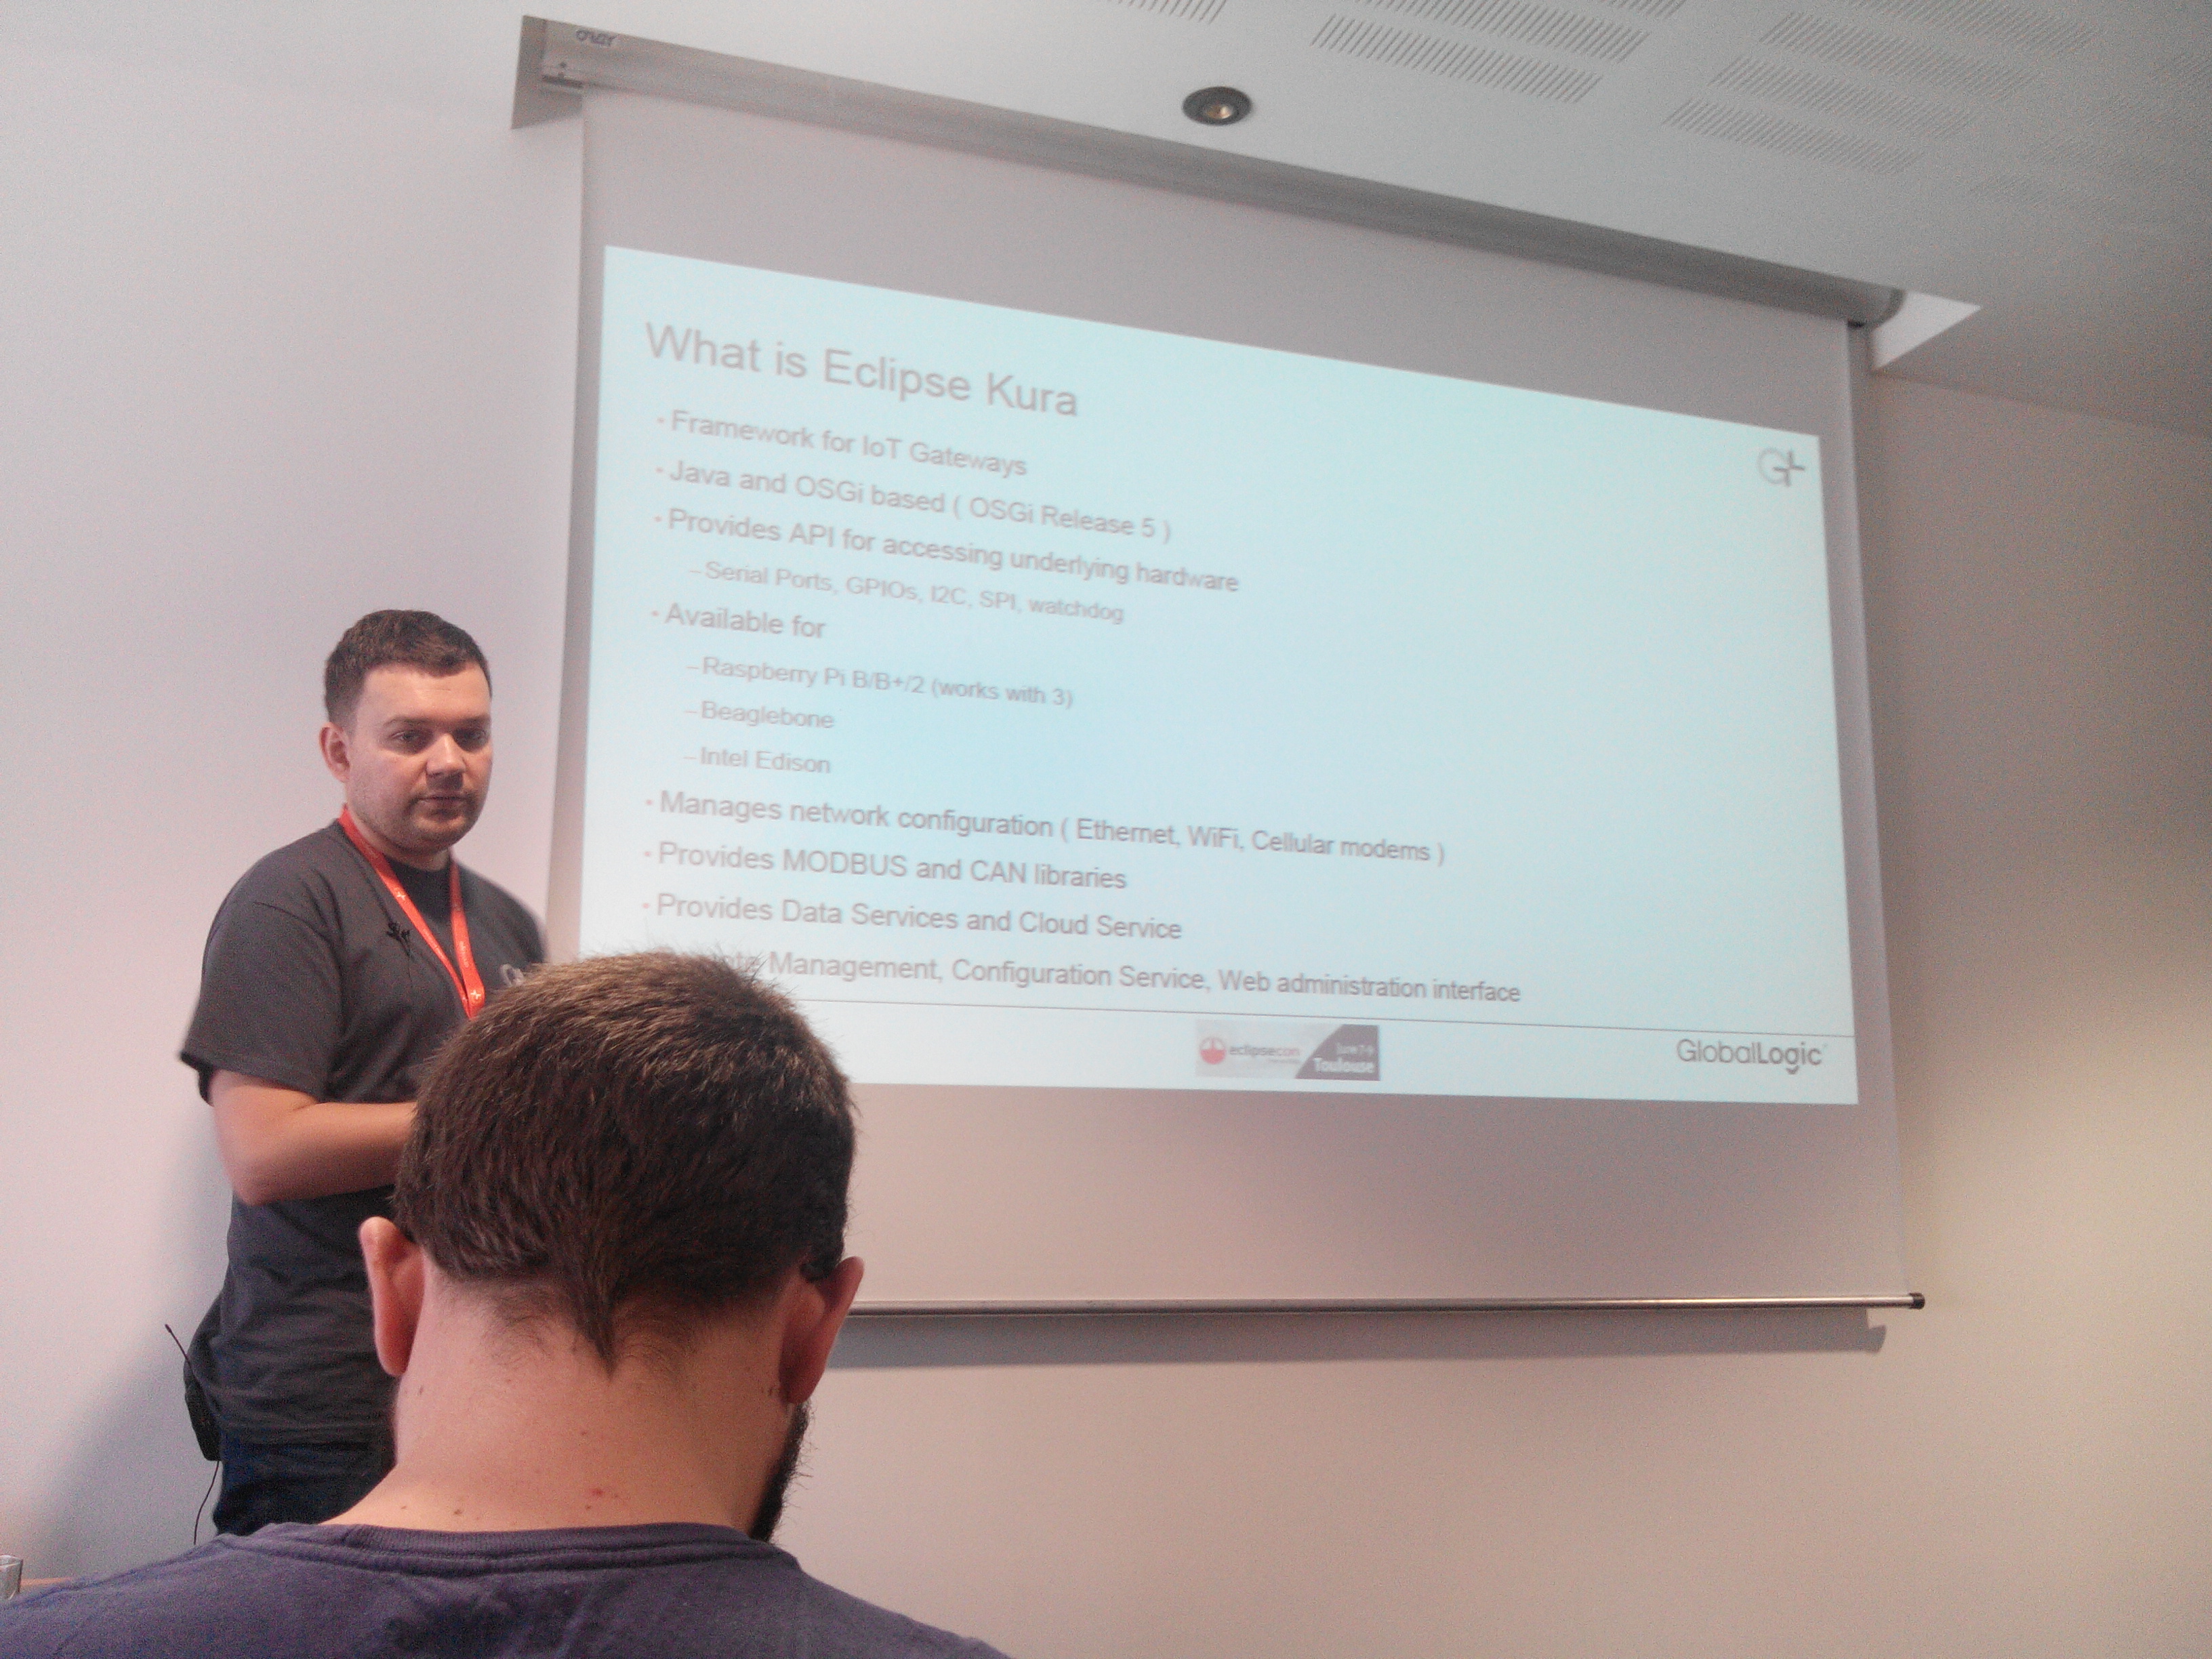 What is Eclipse Kura
• Framework for IoT Gateways
• Java and OSGi based ( OSGi Release 5 )
• Provides API for accessing underlying hardware
– Serial Ports, GPIOs, I2C, SPI, watchdog
• Available for
– Raspberry Pi B/B+/2 (works with 3)
– Beaglebone
– Intel Edison
• Manages network configuration ( Ethernet, WiFi, Cellular modems )
• Provides MODBUS and CAN libraries
• Provides Data Services and Cloud Service
Management, Configuration Service, Web administration interface
eclipsecon
Toulouse
GlobalLogic